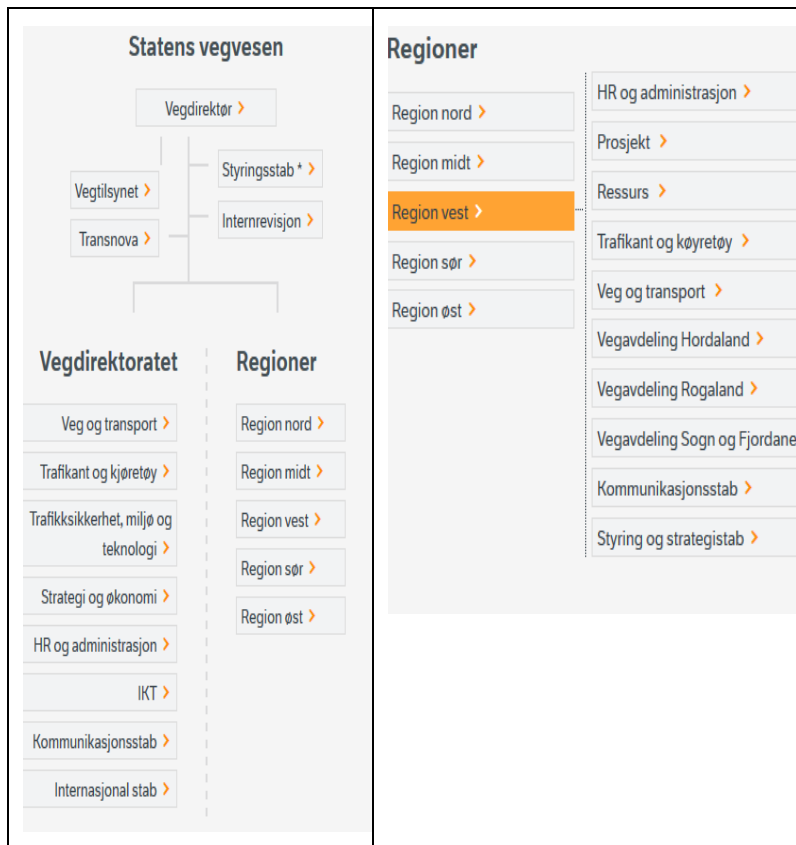 Statens vegvesen
Vegdirektør
Styringsstab *
Vegtilsynet
Internrevisjon
Transnova
Vegdirektoratet
Veg og transport
Trafikant og kjøretøy
Trafikksikkerhet, miljø og
teknologi
Strategi og økonomi
HR og administrasjon
IKT
Kommunikasjonsstab
Internasjonal stab
Regioner
Region nord
Region midt
Region vest
Region sør
Region øst
Regioner
Region nord
Region midt
Region vest
Region sør
Region øst
HR og administrasjon
Prosjekt
Ressurs
Trafikant og køyretøy
Veg og transport
Vegavdeling Hordaland
Vegavdeling Rogaland
Vegavdeling Sogn og Fjordane
Kommunikasjonsstab
Styring og strategistab